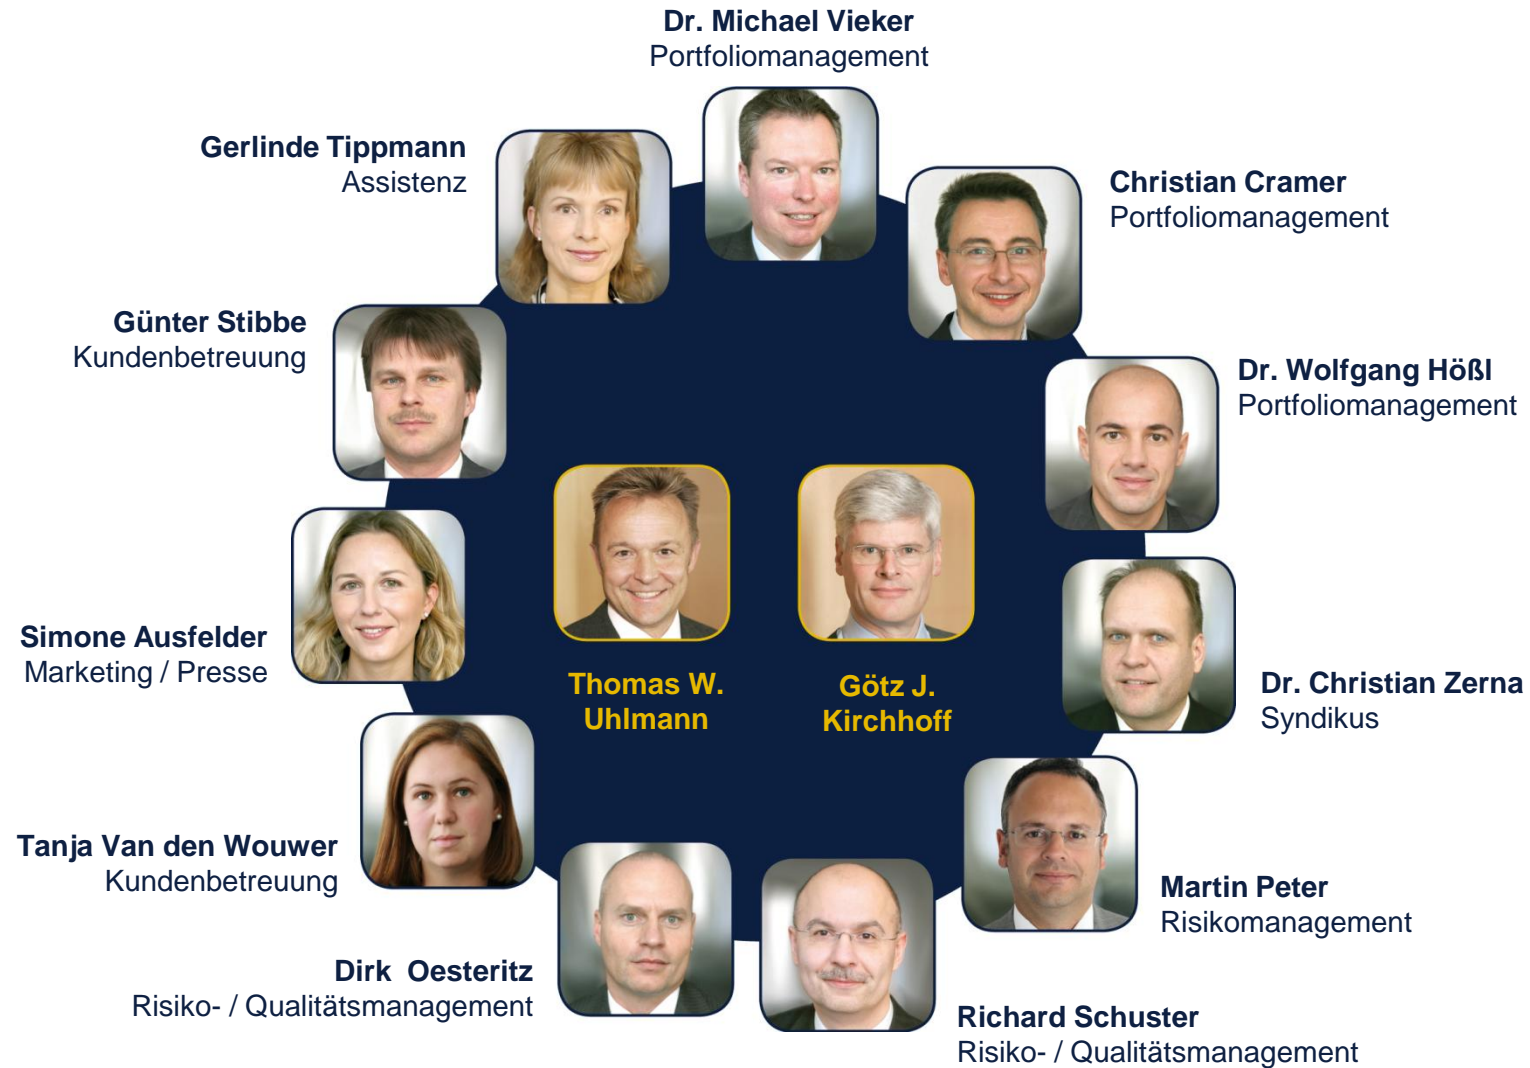 Dr. Michael Vieker
Portfoliomanagement
Gerlinde Tippmann
Assistenz
Christian Cramer
Portfoliomanagement
Günter Stibbe
Kundenbetreuung
Dr. Wolfgang Hößl
Portfoliomanagement
Simone Ausfelder
Marketing / Presse
Thomas W.
Uhlmann
Götz J.
Kirchhoff
Dr. Christian Zerna
Syndikus
Tanja Van den Wouwer
Kundenbetreuung
Martin Peter
Risikomanagement
Dirk Oesteritz
Risiko- / Qualitätsmanagement
Richard Schuster
Risiko- / Qualitätsmanagement